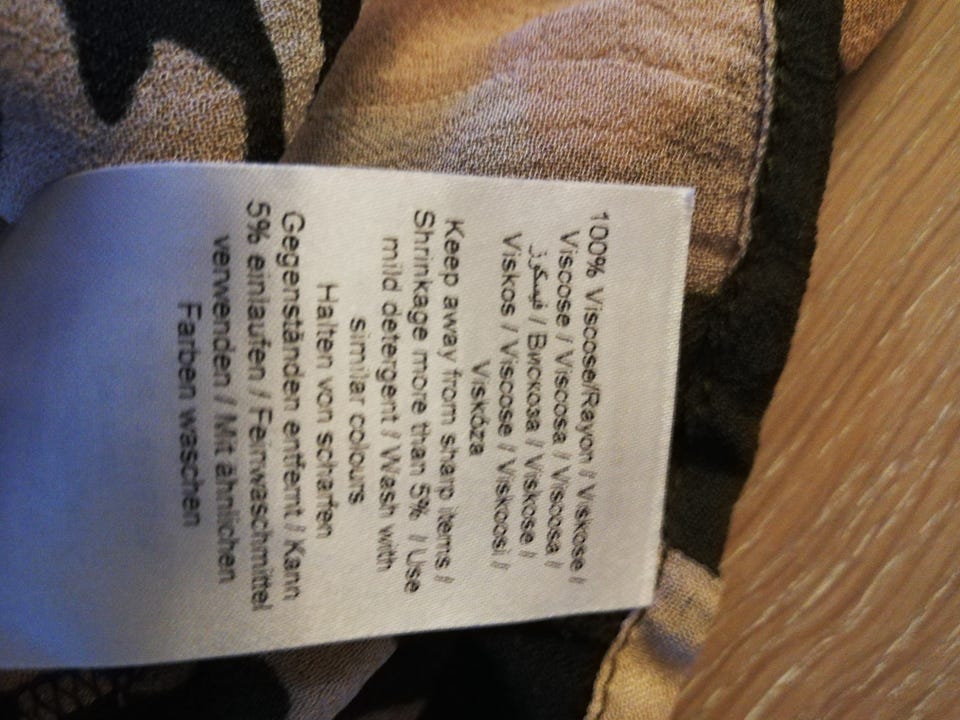 100% Viscose/Rayon / Viskose /
Viscose / Viscosa / Viscosa /
فيسكوز / Вискоза / Viskose /
Viskos / Viscose / Viskoosi /
Viskóza
Keep away from sharp items /
Shrinkage more than 5% / Use
mild detergent / Wash with
similar colours
Halten von scharfen
Gegenständen entfernt / Kann
5% einlaufen / Feinwaschmittel
verwenden / Mit ähnlichen
Farben waschen